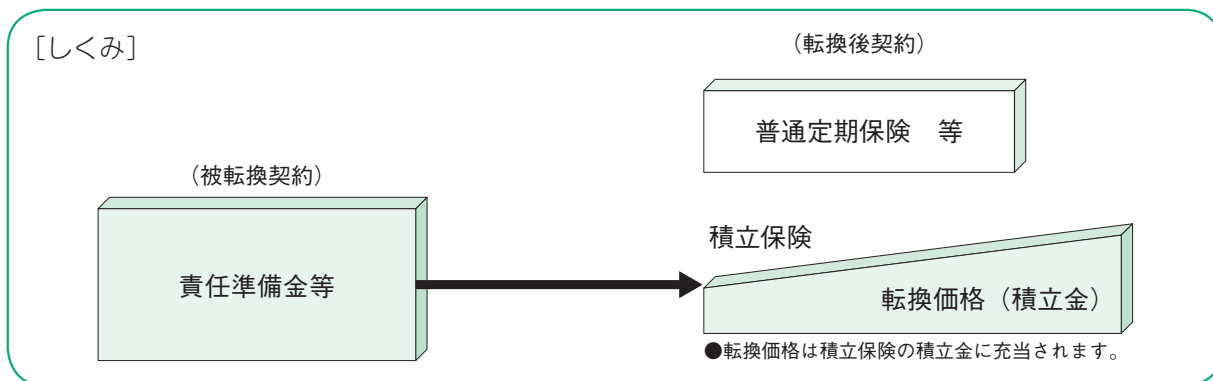 ［しくみ］
（転換後契約）
普通定期保険　等
（被転換契約）
責任準備金等
積立保険
転換価格（積立金）
●転換価格は積立保険の積立金に充当されます。